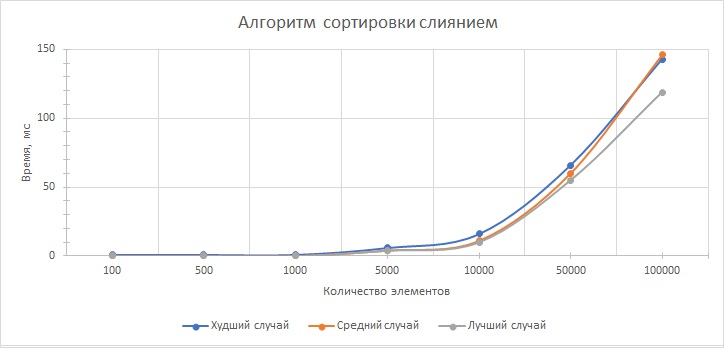 Алгоритм сортировки слиянием
150
100
50
0
Время, мс
100 500 1000 5000 10000 50000 100000
Количество элементов
Худший случай Средний случай Лучший случай